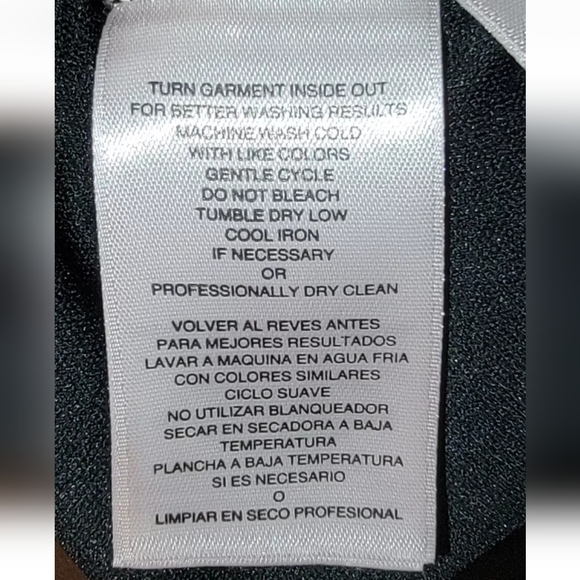 TURN GARMENT INSIDE OUT
FOR BETTER WASHING RESULTS
MACHINE WASH COLD
WITH LIKE COLORS
GENTLE CYCLE
DO NOT BLEACH
TUMBLE DRY LOW
COOL IRON
IF NECESSARY
OR
PROFESSIONALLY DRY CLEAN
VOLVER AL REVES ANTES
PARA MEJORES RESULTADOS
LAVAR A MAQUINA EN AGUA FRIA
CON COLORES SIMILARES
CICLO SUAVE
NO UTILIZAR BLANQUEADOR
SECAR EN SECADORA A BAJA
TEMPERATURA
PLANCHA A BAJA TEMPERATURA
SI ES NECESARIO
O
LIMPIAR EN SECO PROFESIONAL